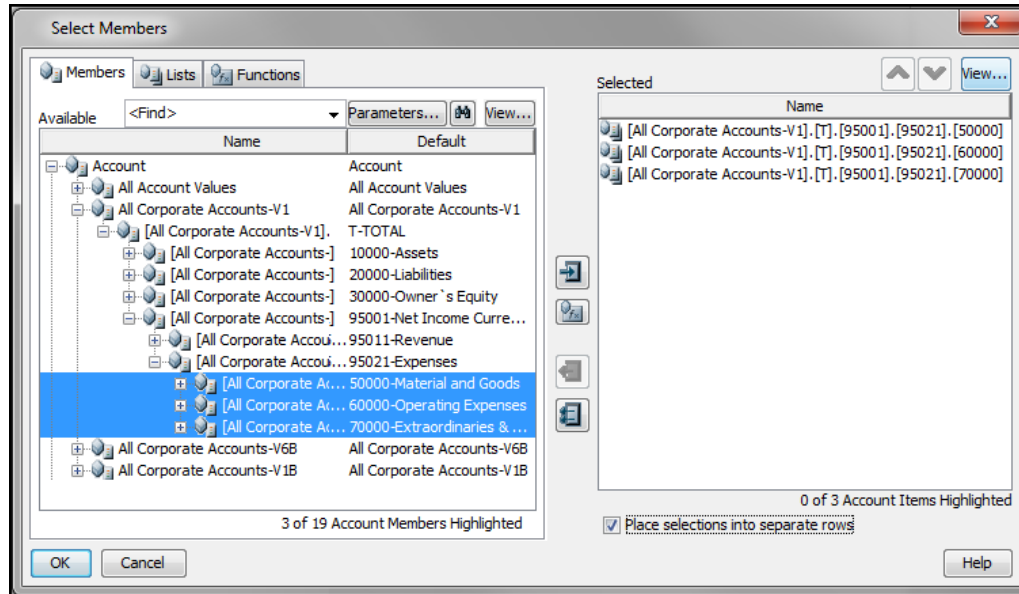 Select Members
Members Lists Functions
Available <Find> Parameters... View...
Name Default
Account Account
All Account Values All Account Values
All Corporate Accounts-V1 All Corporate Accounts-V1
[All Corporate Accounts-V1]. T-TOTAL
[All Corporate Accounts-] 10000-Assets
[All Corporate Accounts-] 20000-Liabilities
[All Corporate Accounts-] 30000-Owner`s Equity
[All Corporate Accounts-] 95001-Net Income Curre...
[All Corporate Accoui... 95011-Revenue
[All Corporate Accoui... 95021-Expenses
[All Corporate Ac... 50000-Material and Goods
[All Corporate Ac... 60000-Operating Expenses
[All Corporate Ac... 70000-Extraordinaries & ...
All Corporate Accounts-V6B All Corporate Accounts-V6B
All Corporate Accounts-V1B All Corporate Accounts-V1B
3 of 19 Account Members Highlighted
Selected View...
Name
[All Corporate Accounts-V1].[T].[95001].[95021].[50000]
[All Corporate Accounts-V1].[T].[95001].[95021].[60000]
[All Corporate Accounts-V1].[T].[95001].[95021].[70000]
0 of 3 Account Items Highlighted
Place selections into separate rows
OK Cancel Help